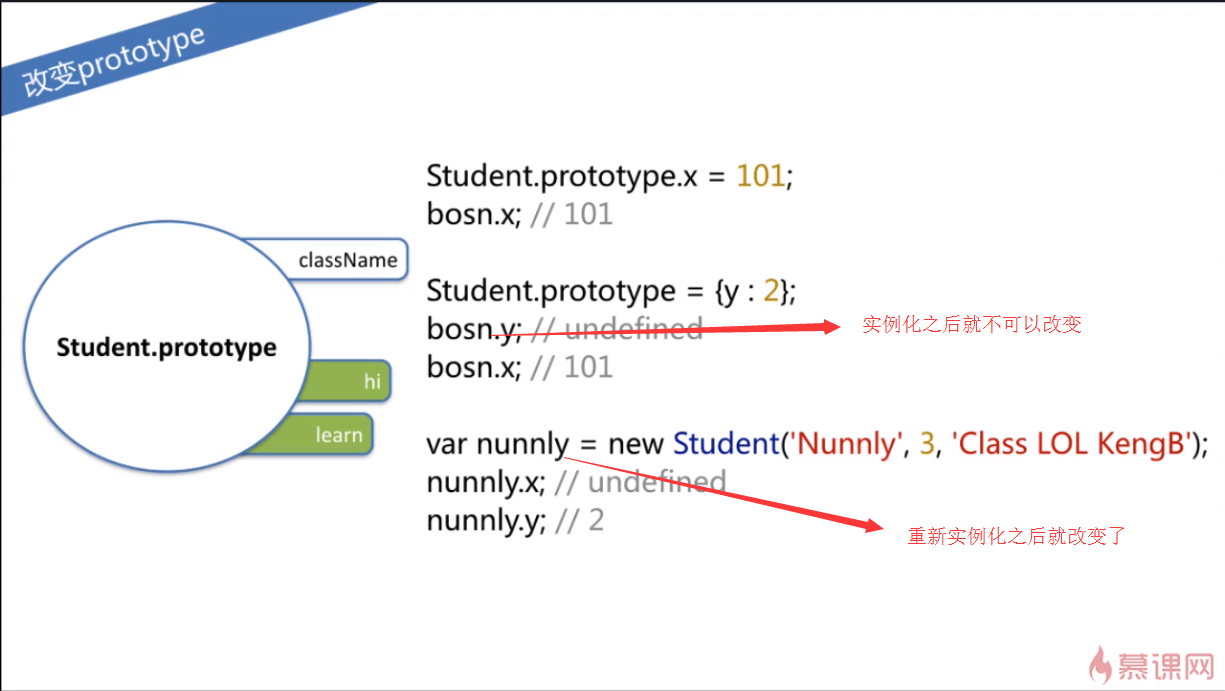 改变prototype
Student.prototype.x = 101;
bosn.x; // 101
className
Student.prototype = {y : 2};
bosn.y; // undefined
实例化之后就不可以改变
Student.prototype
bosn.x; // 101
hi
learn
var nunnly = new Student('Nunnly', 3, 'Class LOL KengB');
nunnly.x; // undefined
nunnly.y; // 2
重新实例化之后就改变了
慕课网